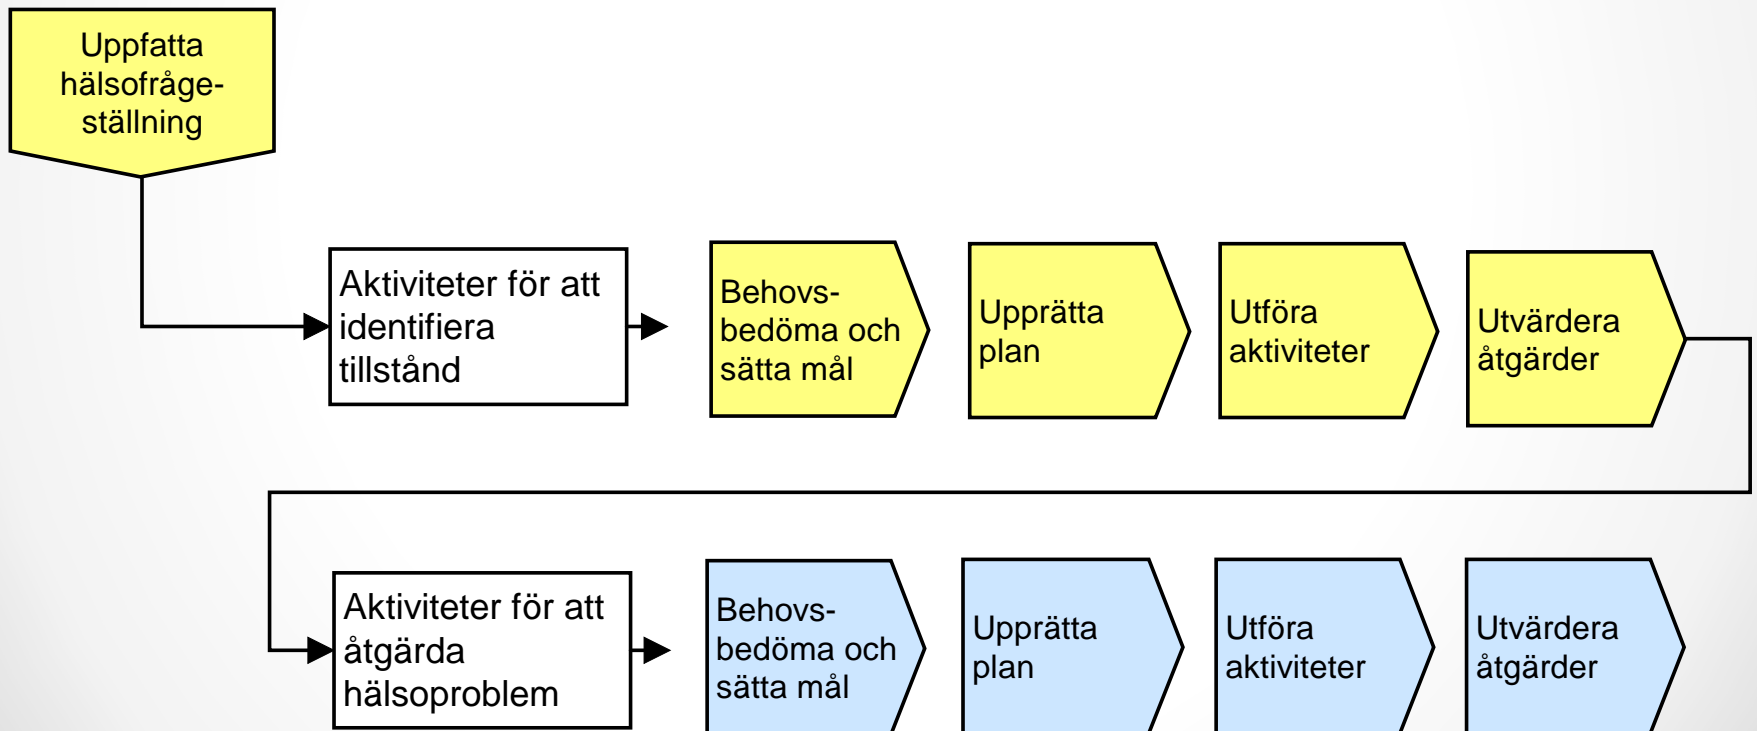 Uppfatta
hälsofråge-
ställning
Aktiviteter för att
identifiera
tillstånd
Behovs-
bedöma och
sätta mål
Upprätta
plan
Utföra
aktiviteter
Utvärdera
åtgärder
Aktiviteter för att
åtgärda
hälsoproblem
Behovs-
bedöma och
sätta mål
Upprätta
plan
Utföra
aktiviteter
Utvärdera
åtgärder